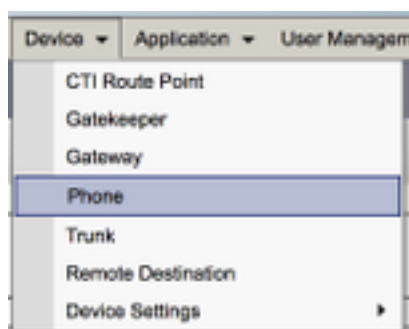 Device Application User Managem
CTI Route Point
Gatekeeper
Gateway
Phone
Trunk
Remote Destination
Device Settings